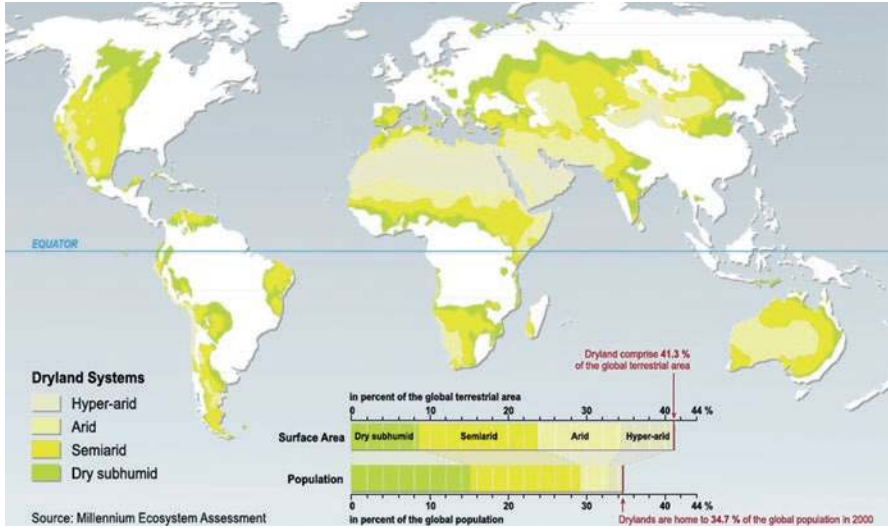 EQUATOR
Dryland Systems
Hyper-arid
Arid
Semiarid
Dry subhumid
Source: Millennium Ecosystem Assessment
Dryland comprise 41.3 %
of the global terrestrial area
in percent of the global terrestrial area
0 10 20 30 40 44 %
Surface Area Dry subhumid Semiarid Arid Hyper-arid
Population
0 10 20 30 40 44 %
in percent of the global population
Drylands are home to 34.7 % of the global population in 2000